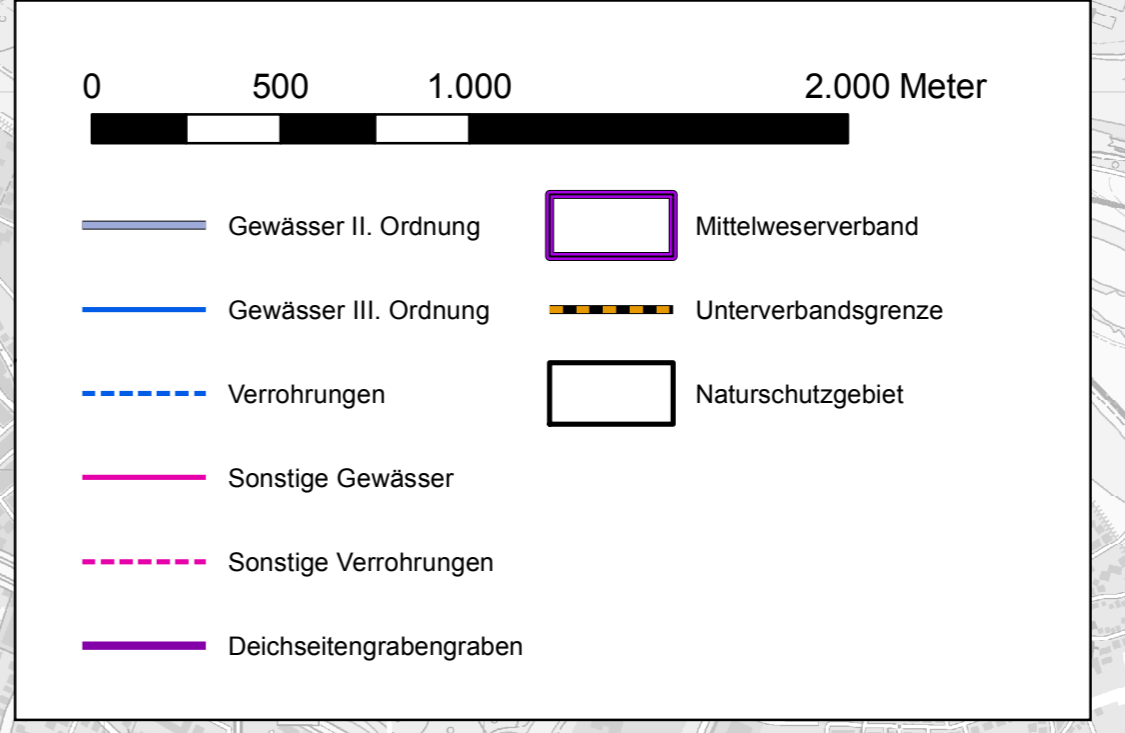 0 500 1.000 2.000 Meter
Gewässer II. Ordnung
Mittelweserverband
Gewässer III. Ordnung
Unterverbandsgrenze
Verrohrungen
Naturschutzgebiet
Sonstige Gewässer
Sonstige Verrohrungen
Deichseitengrabengraben